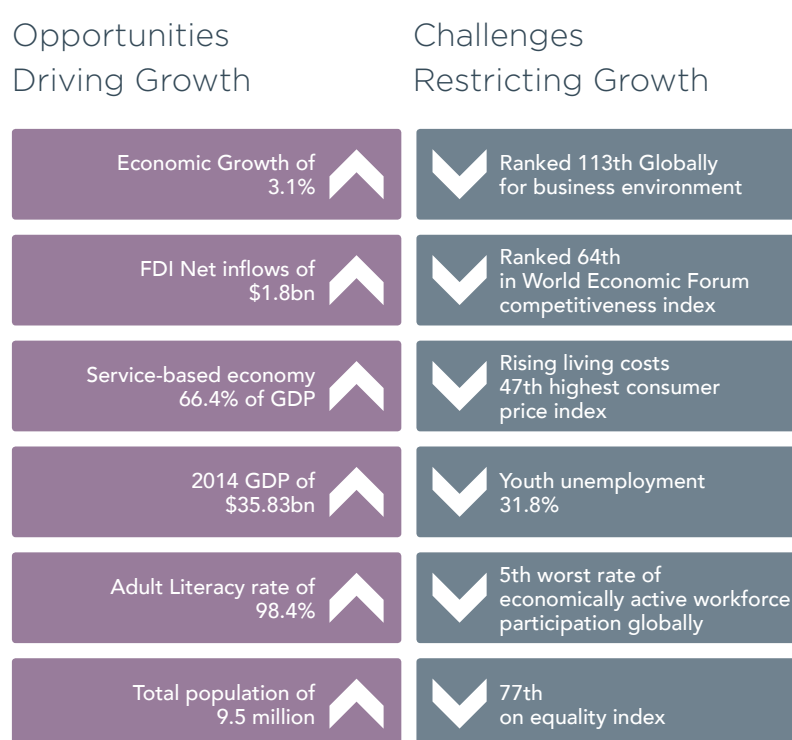 Opportunities
Driving Growth
Economic Growth of
3.1%
FDI Net inflows of
$1.8bn
Service-based economy
66.4% of GDP
2014 GDP of
$35.83bn
Adult Literacy rate of
98.4%
Total population of
9.5 million
Challenges
Restricting Growth
Ranked 113th Globally
for business environment
Ranked 64th
in World Economic Forum
competitiveness index
Rising living costs
47th highest consumer
price index
Youth unemployment
31.8%
5th worst rate of
economically active workforce
participation globally
77th
on equality index